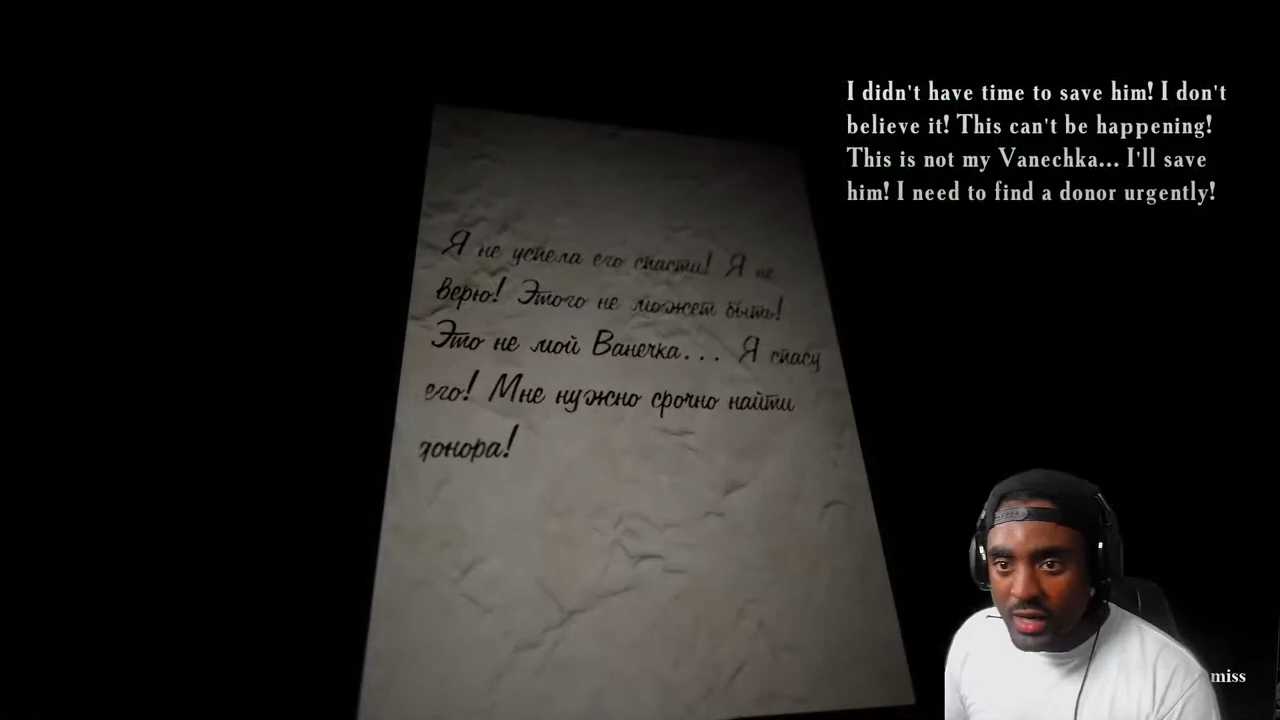 I didn't have time to save him! I don't
believe it! This can't be happening!
This is not my Vanechka... I'll save
him! I need to find a donor urgently!
Я не успела его спасти! Я не
верю! Этого не может быть!
Это не мой Ванечка... Я спасу
его! Мне нужно срочно найти
донора!
miss